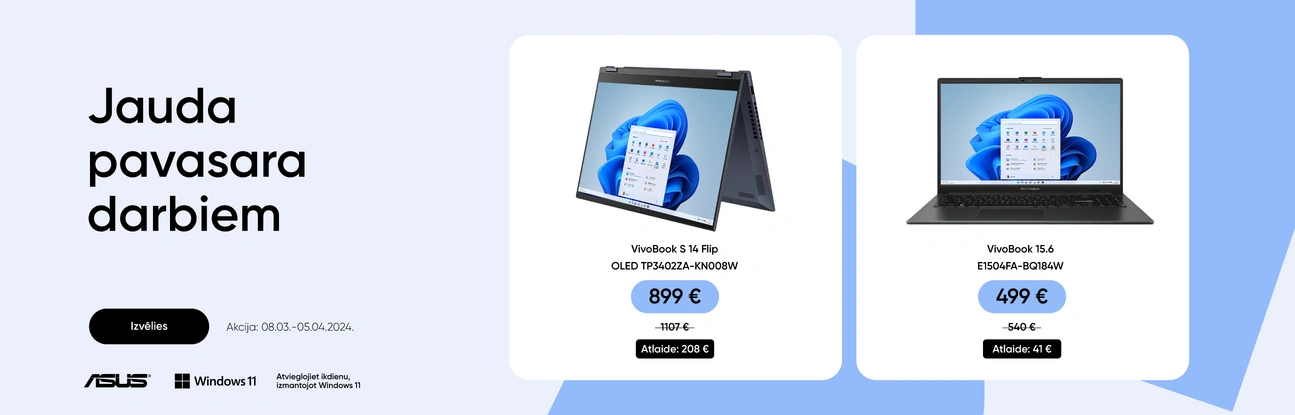 Jauda
pavasara
darbiem
Izvēlies
Akcija: 08.03.-05.04.2024.
ASUS
Windows 11
Atvieglojiet ikdienu,
izmantojot Windows 11
VivoBook S 14 Flip
OLED TP3402ZA-KN008W
899 €
1107 €
Atlaide: 208 €
VivoBook 15.6
E1504FA-BQ184W
499 €
540 €
Atlaide: 41 €